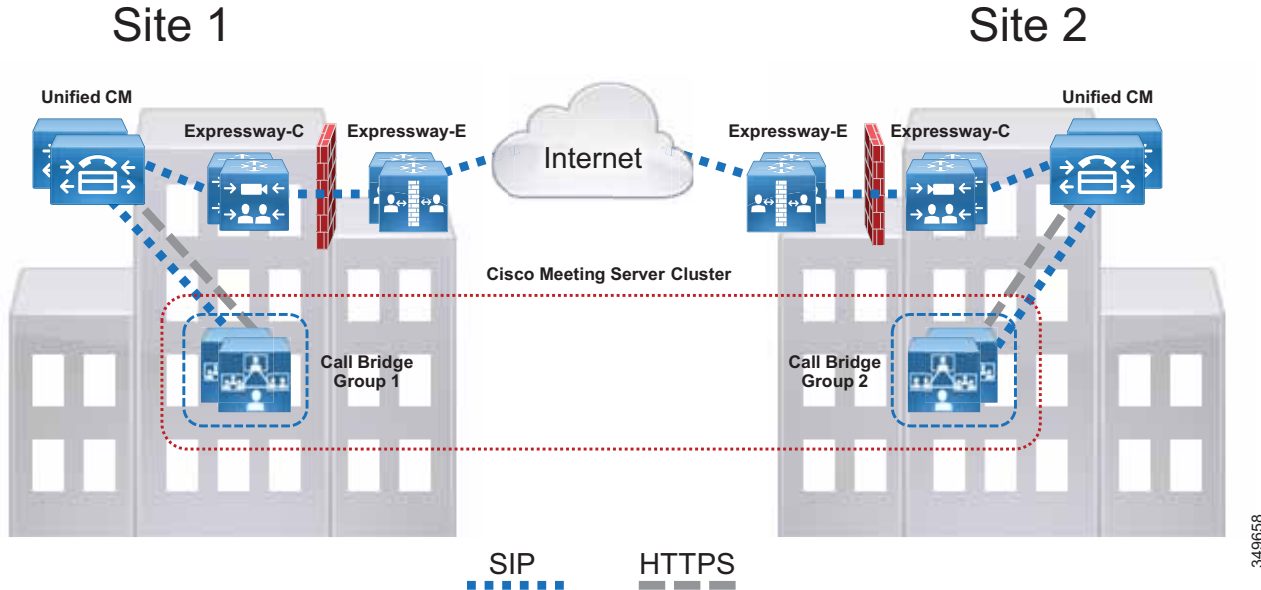 Site 1
Site 2
Unified CM
Expressway-C
Expressway-E
Internet
Expressway-E
Expressway-C
Unified CM
Cisco Meeting Server Cluster
Call Bridge
Group 1
Call Bridge
Group 2
SIP
HTTPS
349658